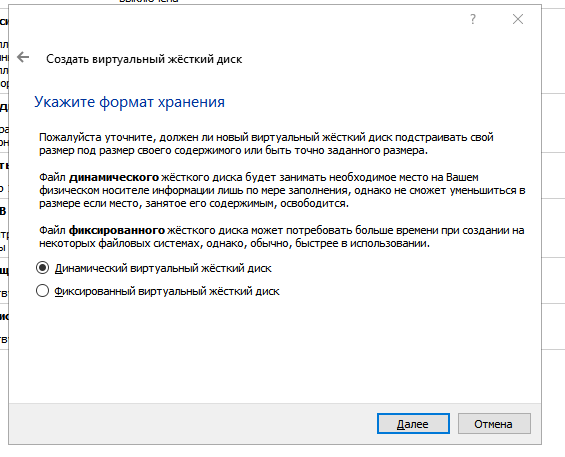 выключена
?
Создать виртуальный жёсткий диск
Укажите формат хранения
Пожалуйста уточните, должен ли новый виртуальный жёсткий диск подстраивать свой
размер под размер своего содержимого или быть точно заданного размера.
Файл динамического жёсткого диска будет занимать необходимое место на Вашем
физическом носителе информации лишь по мере заполнения, однако не сможет уменьшиться в
размере если место, занятое его содержимым, освободится.
Файл фиксированного жёсткого диска может потребовать больше времени при создании на
некоторых файловых системах, однако, обычно, быстрее в использовании.
Динамический виртуальный жёсткий диск
Фиксированный виртуальный жёсткий диск
Далее
Отмена